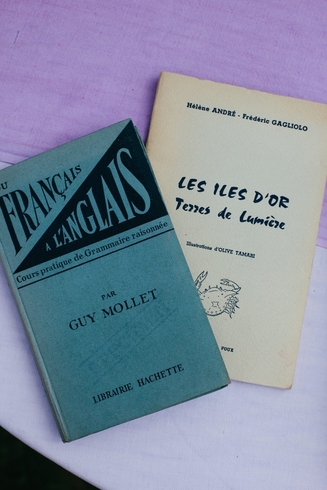 FRANÇAIS
A L'ANGLAIS
Cours pratique de Grammaire raisonnée
PAR
GUY MOLLET
LIBRAIRIE HACHETTE
Hélène ANDRÉ - Frédéric GAGLIOLO
LES ILES D'OR
Terres de Lumière
Illustrations d'OLIVE TAMARI